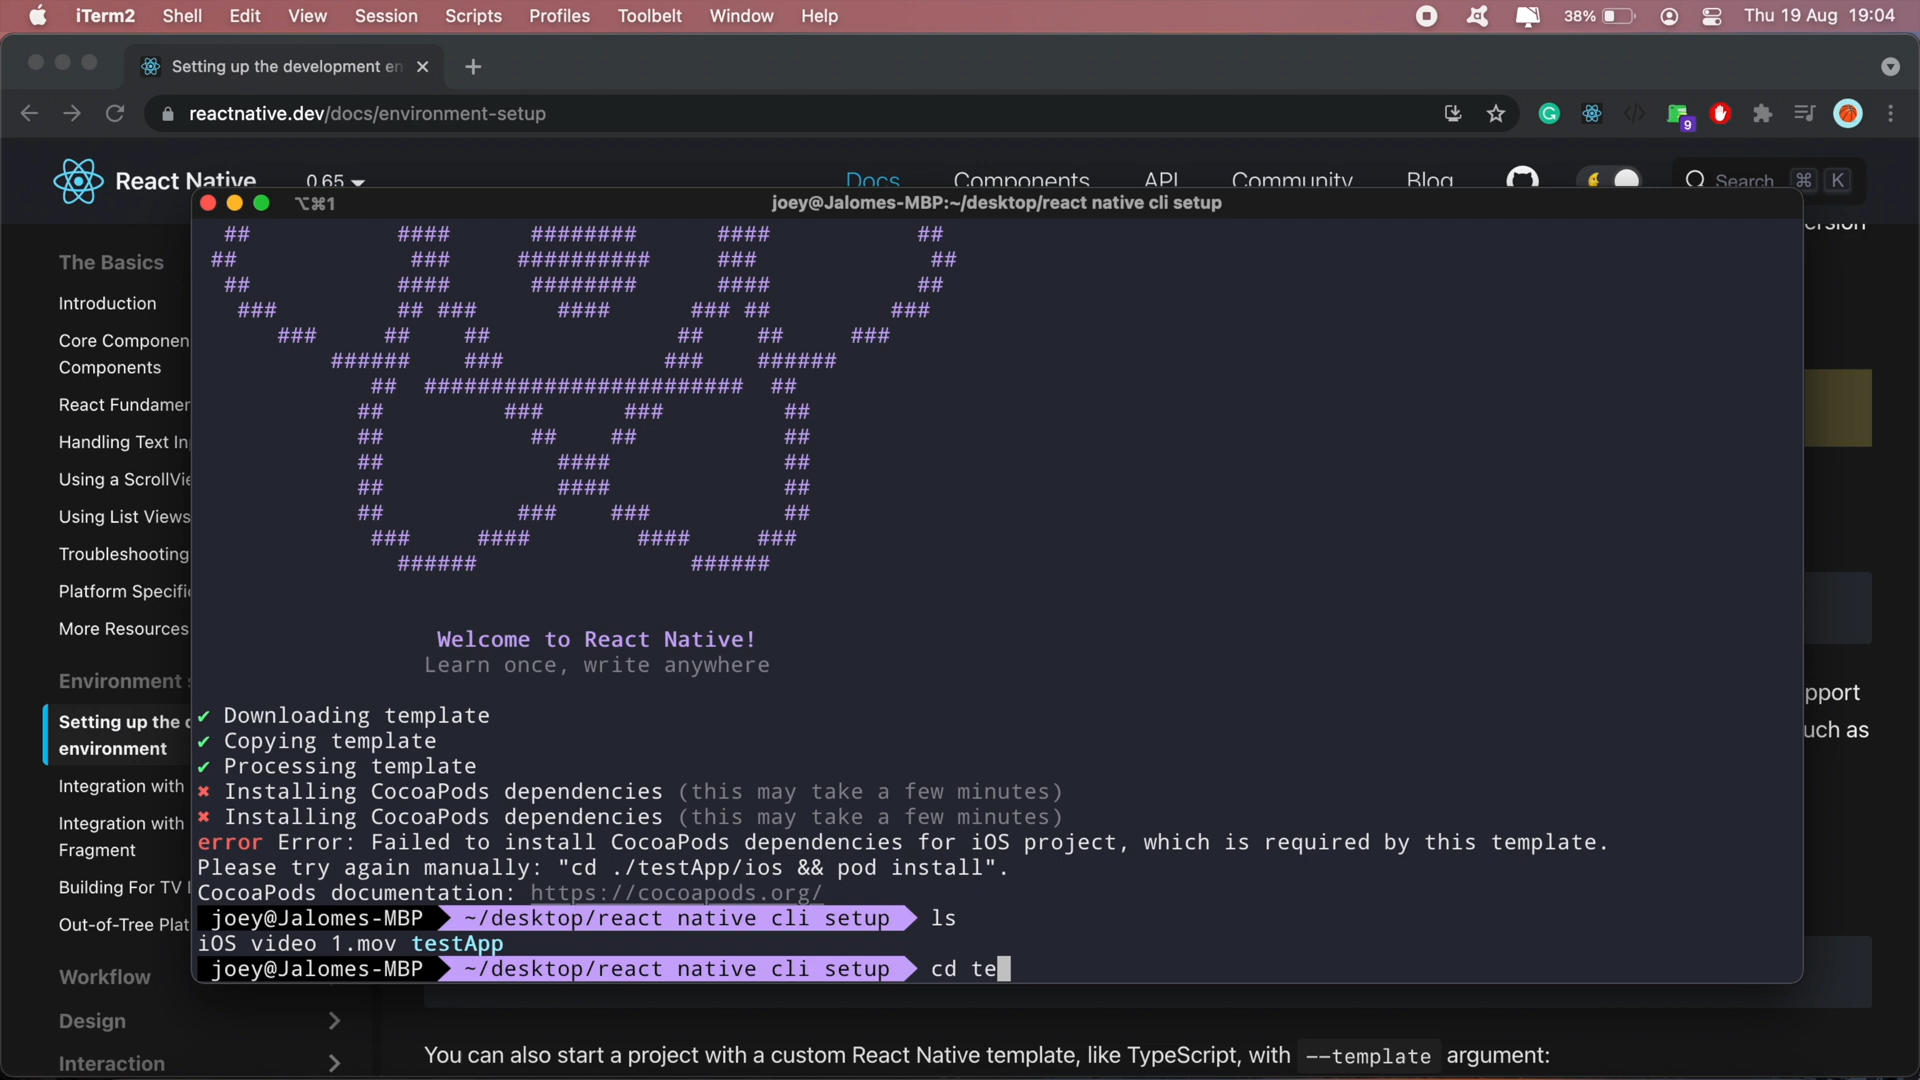 iTerm2 Shell Edit View Session Scripts Profiles Toolbelt Window Help 38% Thu 19 Aug 19:04
Setting up the development en
reactnative.dev/docs/environment-setup
9
React Native 0.65 Docs Components API Community Blog Search ⌘ K
⌥⌘1 joey@Jalomes-MBP:~/desktop/react native cli setup
The Basics
Introduction
Core Componen
Components
React Fundamen
Handling Text In
Using a ScrollVie
Using List Views
Troubleshooting
Platform Specifi
More Resources
Environment s
Setting up the d
environment
Integration with
Integration with
Fragment
Building For TV
Out-of-Tree Plat
Workflow
Design
Interaction
## #### ######## #### ##
## ### ########## ### ##
## #### ######## #### ##
### ## ### #### ### ## ###
### ## ## ## ## ###
###### ### ### ######
## ######################## ##
## ### ### ##
## ## ## ##
## #### ##
## #### ##
## ### ### ##
### #### #### ###
###### ######
Welcome to React Native!
Learn once, write anywhere
✔ Downloading template
✔ Copying template
✔ Processing template
✖ Installing CocoaPods dependencies (this may take a few minutes)
✖ Installing CocoaPods dependencies (this may take a few minutes)
error Error: Failed to install CocoaPods dependencies for iOS project, which is required by this template.
Please try again manually: "cd ./testApp/ios && pod install".
CocoaPods documentation: https://cocoapods.org/
joey@Jalomes-MBP ~/desktop/react native cli setup ls
iOS video 1.mov testApp
joey@Jalomes-MBP ~/desktop/react native cli setup cd te
pport
uch as
You can also start a project with a custom React Native template, like TypeScript, with --template argument: